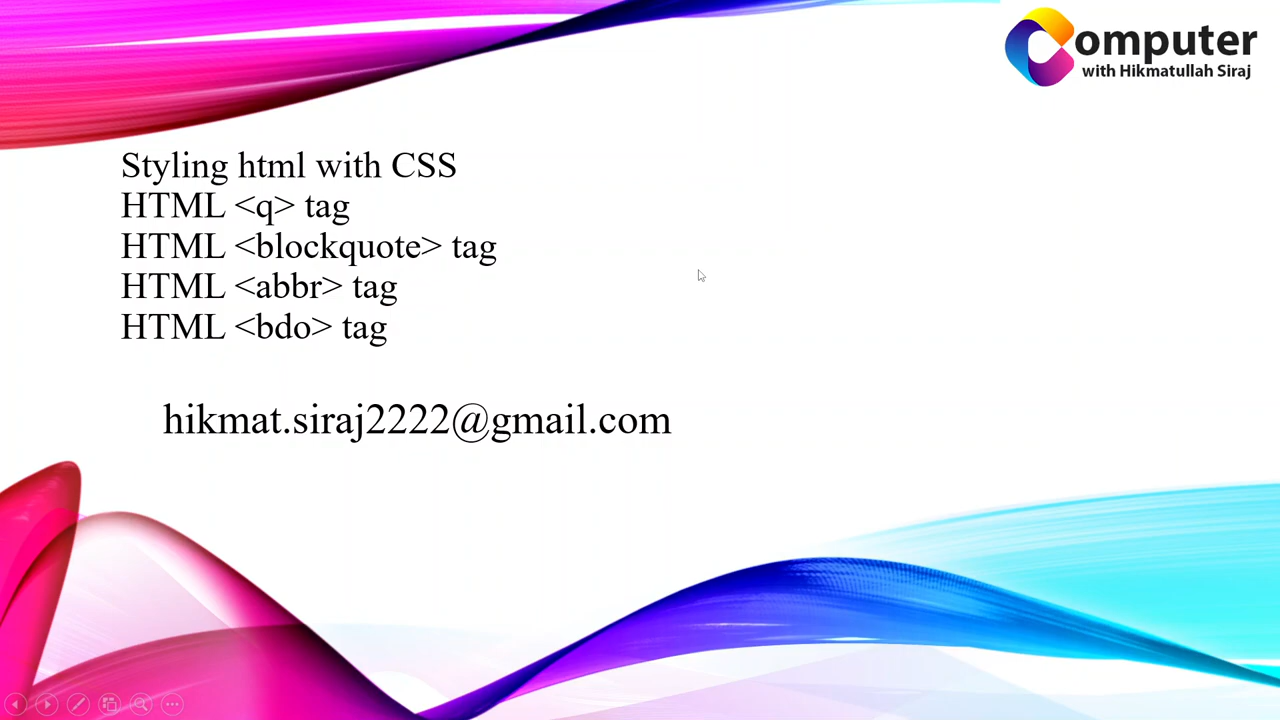 Computer
with Hikmatullah Siraj
Styling html with CSS
HTML <q> tag
HTML <blockquote> tag
HTML <abbr> tag
HTML <bdo> tag
hikmat.siraj2222@gmail.com